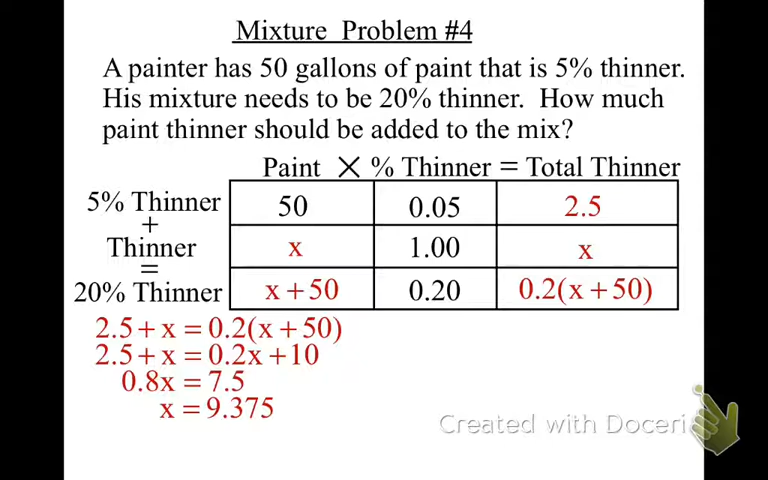 Mixture Problem #4
A painter has 50 gallons of paint that is 5% thinner.
His mixture needs to be 20% thinner. How much
paint thinner should be added to the mix?
Paint × % Thinner = Total Thinner
5% Thinner 50 0.05 2.5
+
Thinner x 1.00 x
=
20% Thinner x + 50 0.20 0.2(x + 50)
2.5 + x = 0.2(x + 50)
2.5 + x = 0.2x + 10
0.8x = 7.5
x = 9.375
Created with Doceri